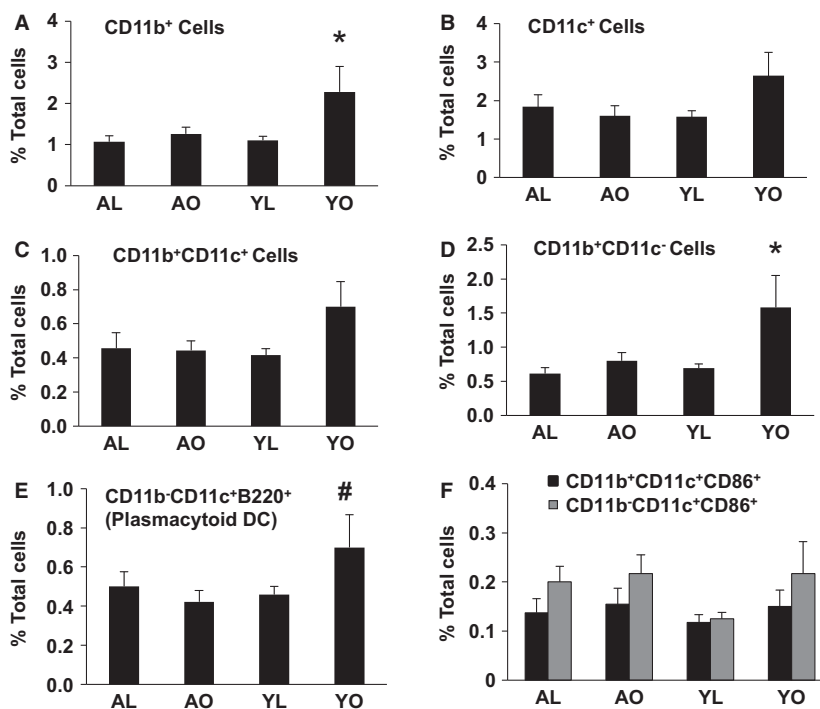 A
CD11b⁺ Cells
*
% Total cells
4
3
2
1
0
AL AO YL YO
B
CD11c⁺ Cells
% Total cells
4
3
2
1
0
AL AO YL YO
C
CD11b⁺CD11c⁺ Cells
% Total cells
1.0
0.8
0.6
0.4
0.2
0.0
AL AO YL YO
D
CD11b⁺CD11c⁻ Cells
*
% Total cells
2.5
2.0
1.5
1.0
0.5
0.0
AL AO YL YO
E
CD11b⁻CD11c⁺B220⁺
(Plasmacytoid DC)
#
% Total cells
1.0
0.8
0.6
0.4
0.2
0.0
AL AO YL YO
F
CD11b⁺CD11c⁺CD86⁺
CD11b⁻CD11c⁺CD86⁺
% Total cells
0.4
0.3
0.2
0.1
0
AL AO YL YO